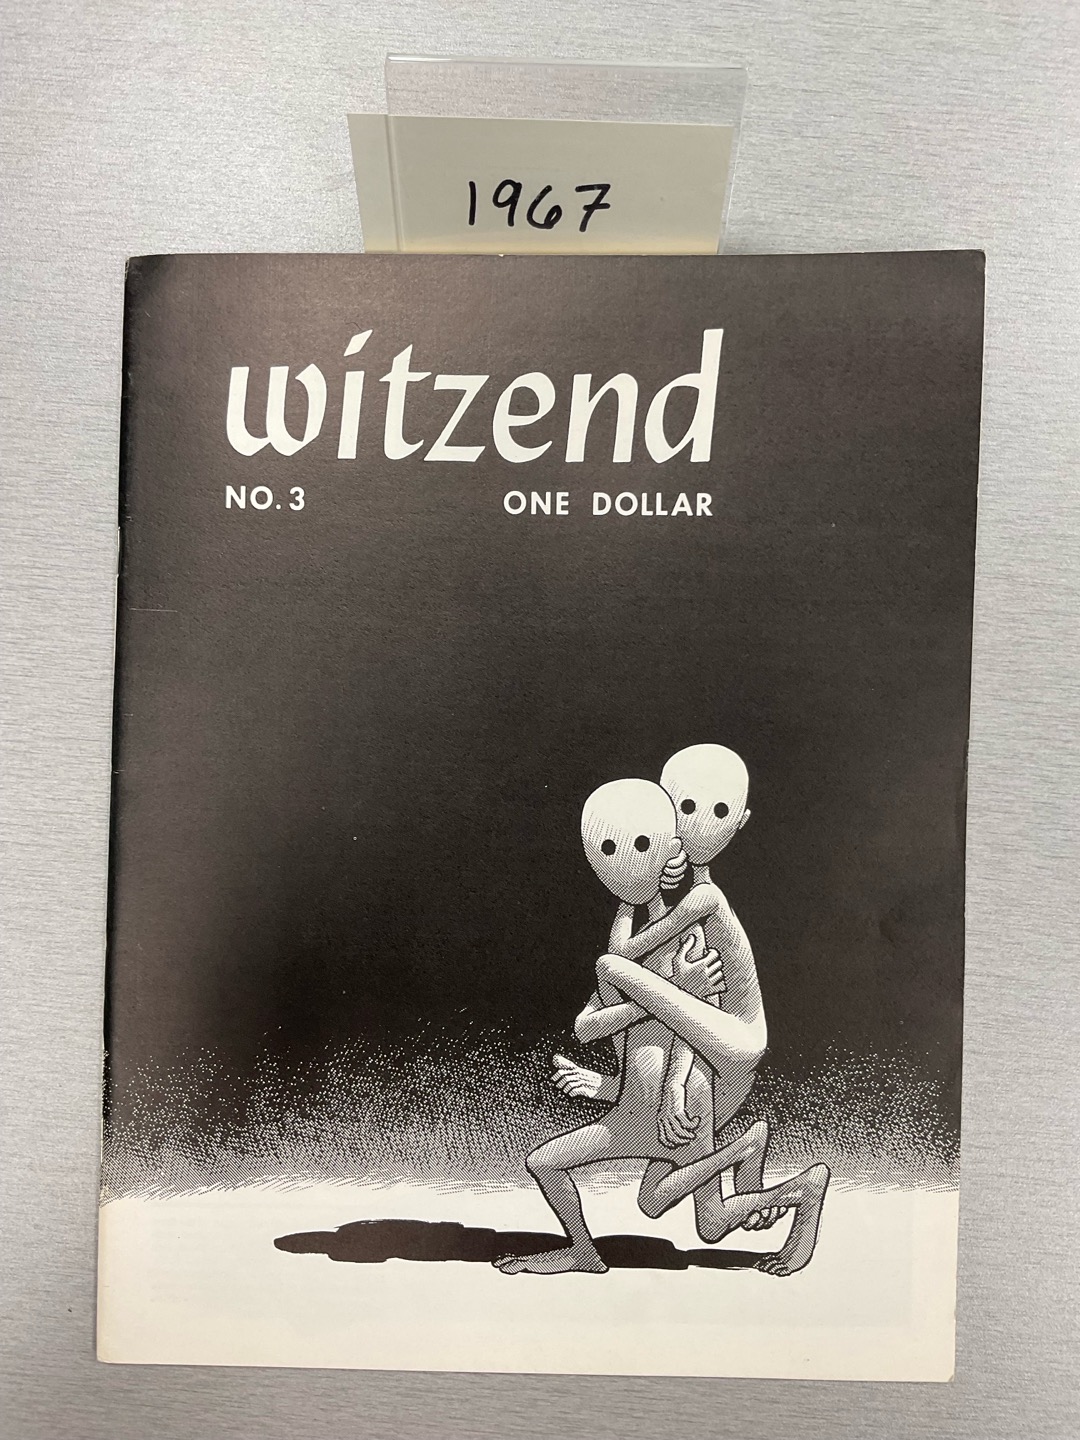 1967
witzend
NO. 3 ONE DOLLAR